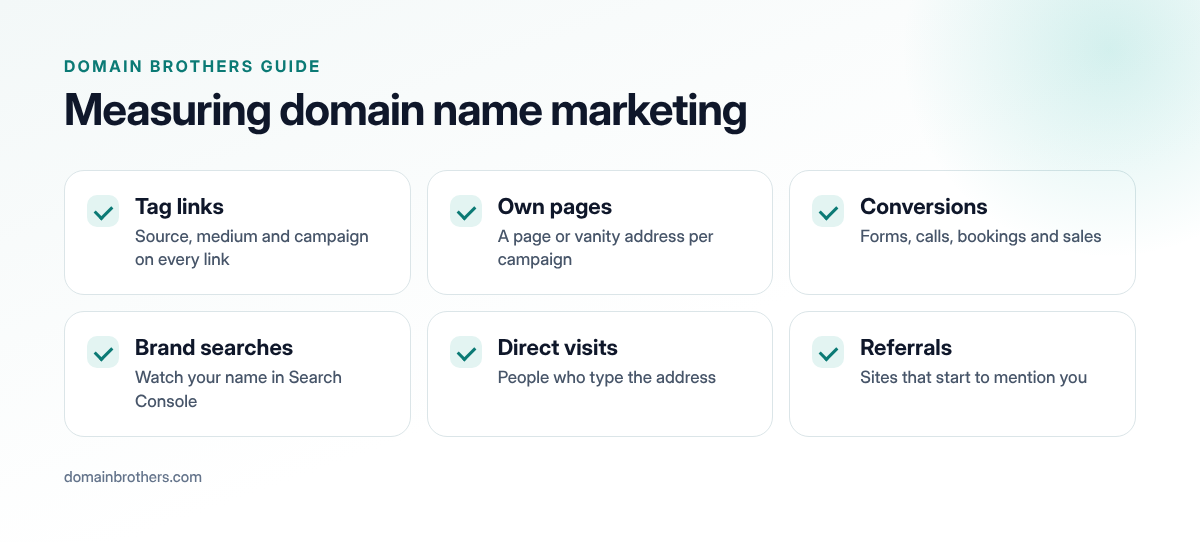 DOMAIN BROTHERS GUIDE
Measuring domain name marketing
Tag links
Source, medium and campaign
on every link
Own pages
A page or vanity address per
campaign
Conversions
Forms, calls, bookings and sales
Brand searches
Watch your name in Search
Console
Direct visits
People who type the address
Referrals
Sites that start to mention you
domainbrothers.com